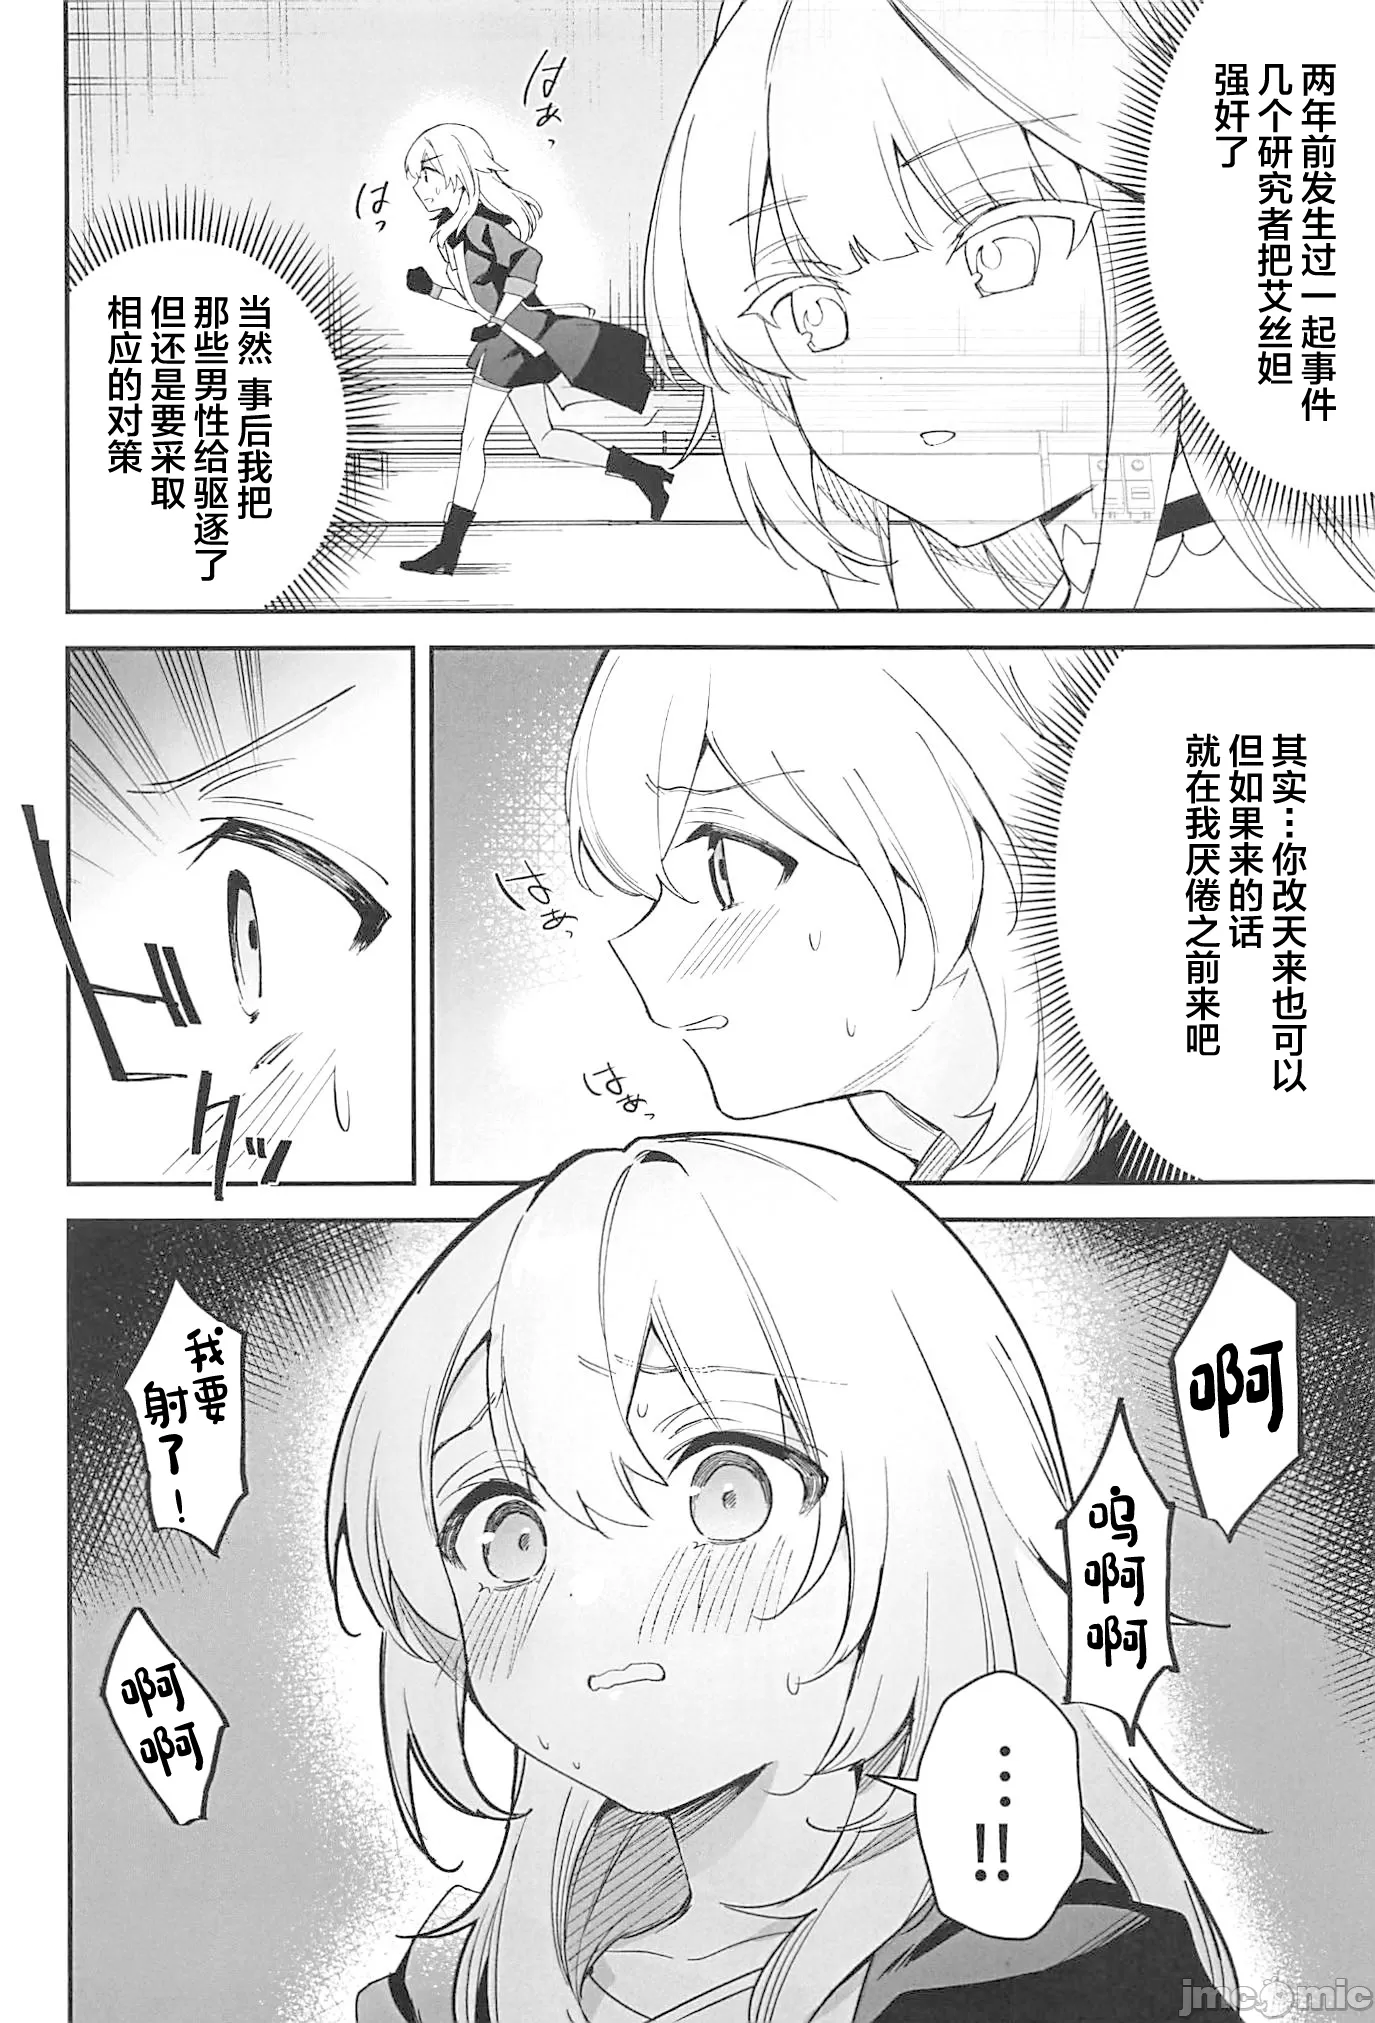 两年前发生过一起事件
几个研究者把艾丝妲
强奸了
はぁっ
はっ
当然 事后我把
那些男性给驱逐了
但还是要采取
相应的对策
其实…你改天来也可以
但如果来的话
就在我厌倦之前来吧
はぁっ
はぁっ
ドクッ
啊
呜啊啊
…!!
我要
射了！
啊啊
jmcomic